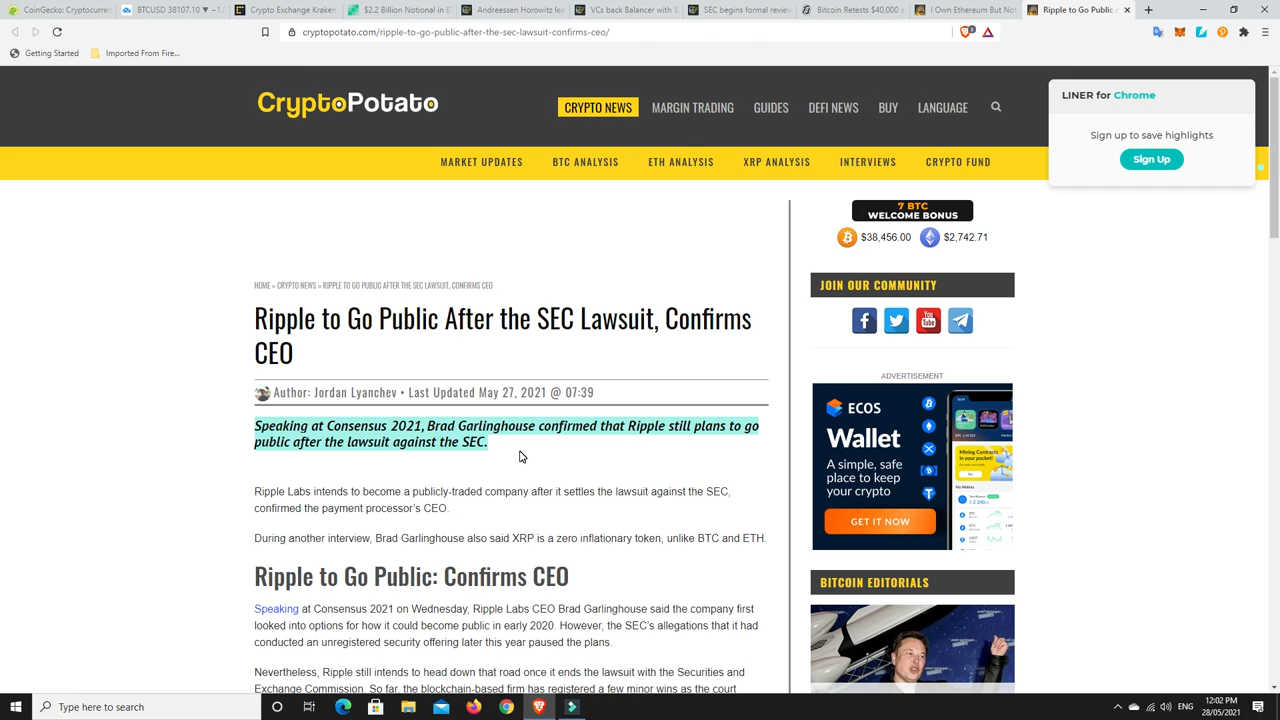 CoinGecko: Cryptocurren
BTCUSD 38107.10 ▼ −1.
Crypto Exchange Kraken
$2.2 Billion Notional in E
Andreessen Horowitz lea
VCs back Balancer with S
SEC begins formal review
Bitcoin Retests $40,000 a
I Own Ethereum But Not
Ripple to Go Public A
cryptopotato.com/ripple-to-go-public-after-the-sec-lawsuit-confirms-ceo/
Getting Started
Imported From Fire...
CryptoPotato
CRYPTO NEWS
MARGIN TRADING
GUIDES
DEFI NEWS
BUY
LANGUAGE
LINER for Chrome
Sign up to save highlights
Sign Up
MARKET UPDATES
BTC ANALYSIS
ETH ANALYSIS
XRP ANALYSIS
INTERVIEWS
CRYPTO FUND
7 BTC
WELCOME BONUS
$38,456.00
$2,742.71
HOME » CRYPTO NEWS » RIPPLE TO GO PUBLIC AFTER THE SEC LAWSUIT, CONFIRMS CEO
Ripple to Go Public After the SEC Lawsuit, Confirms
CEO
Author: Jordan Lyanchev • Last Updated May 27, 2021 @ 07:39
Speaking at Consensus 2021, Brad Garlinghouse confirmed that Ripple still plans to go
public after the lawsuit against the SEC.
Ripple Labs intends to become a publicly-traded company after it settles the lawsuit against the SEC,
confirmed the payment processor's CEO.
During another interview, Brad Garlinghouse also said XRP is a zero inflationary token, unlike BTC and ETH.
Ripple to Go Public: Confirms CEO
Speaking at Consensus 2021 on Wednesday, Ripple Labs CEO Brad Garlinghouse said the company first
looked into options for how it could become public in early 2020. However, the SEC's allegations that it had
conducted an unregistered security offering later this year paused the plans.
Nevertheless, Ripple still intends to head down that road once it ends the lawsuit with the Securities and
Exchange Commission. So far, the blockchain-based firm has registered a few minor wins as the court
JOIN OUR COMMUNITY
You
Tube
ADVERTISEMENT
ECOS
Wallet
A simple, safe
place to keep
your crypto
GET IT NOW
Mining Contracts
in your pocket!
BITCOIN EDITORIALS
Type here to search
ENG
12:02 PM
28/05/2021